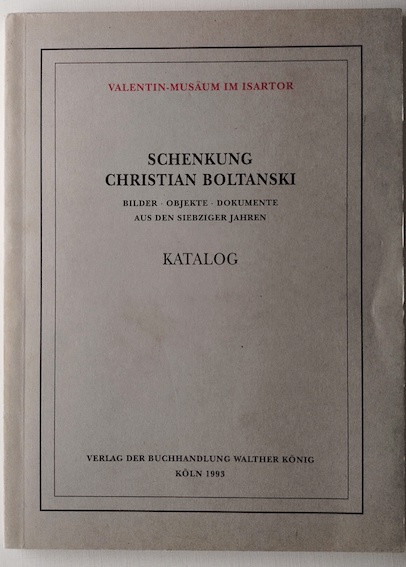 VALENTIN-MUSÄUM IM ISARTOR
SCHENKUNG
CHRISTIAN BOLTANSKI
BILDER · OBJEKTE · DOKUMENTE
AUS DEN SIEBZIGER JAHREN
KATALOG
VERLAG DER BUCHHANDLUNG WALTHER KÖNIG
KÖLN 1993